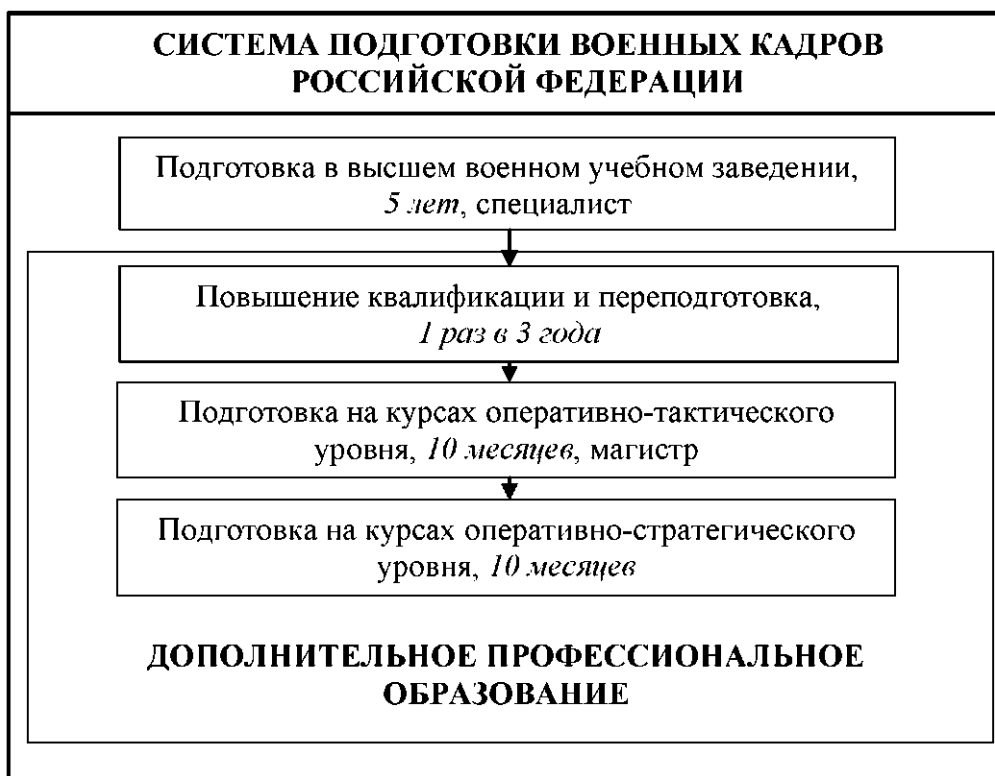 СИСТЕМА ПОДГОТОВКИ ВОЕННЫХ КАДРОВ
РОССИЙСКОЙ ФЕДЕРАЦИИ
Подготовка в высшем военном учебном заведении,
5 лет, специалист
Повышение квалификации и переподготовка,
1 раз в 3 года
Подготовка на курсах оперативно-тактического
уровня, 10 месяцев, магистр
Подготовка на курсах оперативно-стратегического
уровня, 10 месяцев
ДОПОЛНИТЕЛЬНОЕ ПРОФЕССИОНАЛЬНОЕ
ОБРАЗОВАНИЕ